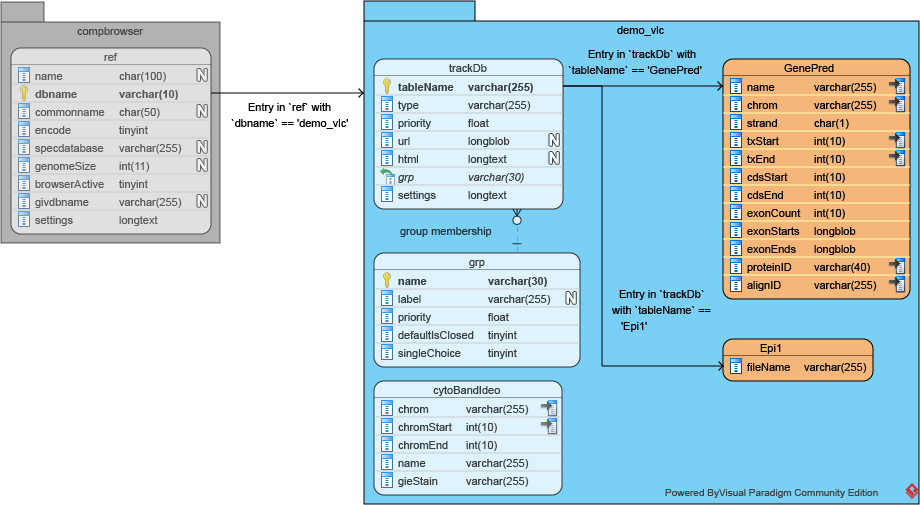 compbrowser
ref
name char(100) N
dbname varchar(10)
commonname char(50) N
encode tinyint
specdatabase varchar(255) N
genomeSize int(11) N
browserActive tinyint
givdbname varchar(255) N
settings longtext
Entry in `ref` with
`dbname` == 'demo_vlc'
demo_vlc
trackDb
tableName varchar(255)
type varchar(255)
priority float
url longblob N
html longtext N
grp varchar(30)
settings longtext
group membership
grp
name varchar(30)
label varchar(255) N
priority float
defaultIsClosed tinyint
singleChoice tinyint
cytoBandIdeo
chrom varchar(255)
chromStart int(10)
chromEnd int(10)
name varchar(255)
gieStain varchar(255)
Entry in `trackDb` with
`tableName` == 'GenePred'
GenePred
name varchar(255)
chrom varchar(255)
strand char(1)
txStart int(10)
txEnd int(10)
cdsStart int(10)
cdsEnd int(10)
exonCount int(10)
exonStarts longblob
exonEnds longblob
proteinID varchar(40)
alignID varchar(255)
Entry in `trackDb`
with `tableName` ==
'Epi1'
Epi1
fileName varchar(255)
Powered ByVisual Paradigm Community Edition